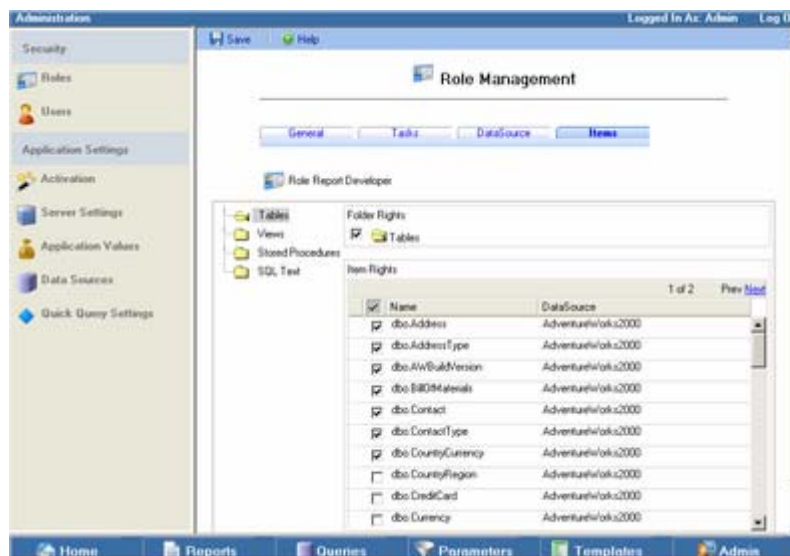 Administration Logged In As: Admin Log O
Save Help
Security
Roles
Users
Application Settings
Activation
Server Settings
Application Values
Data Sources
Quick Query Settings
Role Management
General Tasks DataSource Items
Role Report Developer
Tables
Views
Stored Procedures
SQL Text
Folder Rights
Tables
Item Rights
1 of 2 Prev Next
Name DataSource
dbo.Address AdventureWorks2000
dbo.AddressType AdventureWorks2000
dbo.AWBuildVersion AdventureWorks2000
dbo.BillOfMaterials AdventureWorks2000
dbo.Contact AdventureWorks2000
dbo.ContactType AdventureWorks2000
dbo.CountryCurrency AdventureWorks2000
dbo.CountryRegion AdventureWorks2000
dbo.CreditCard AdventureWorks2000
dbo.Currency AdventureWorks2000
Home Reports Queries Parameters Templates Admin